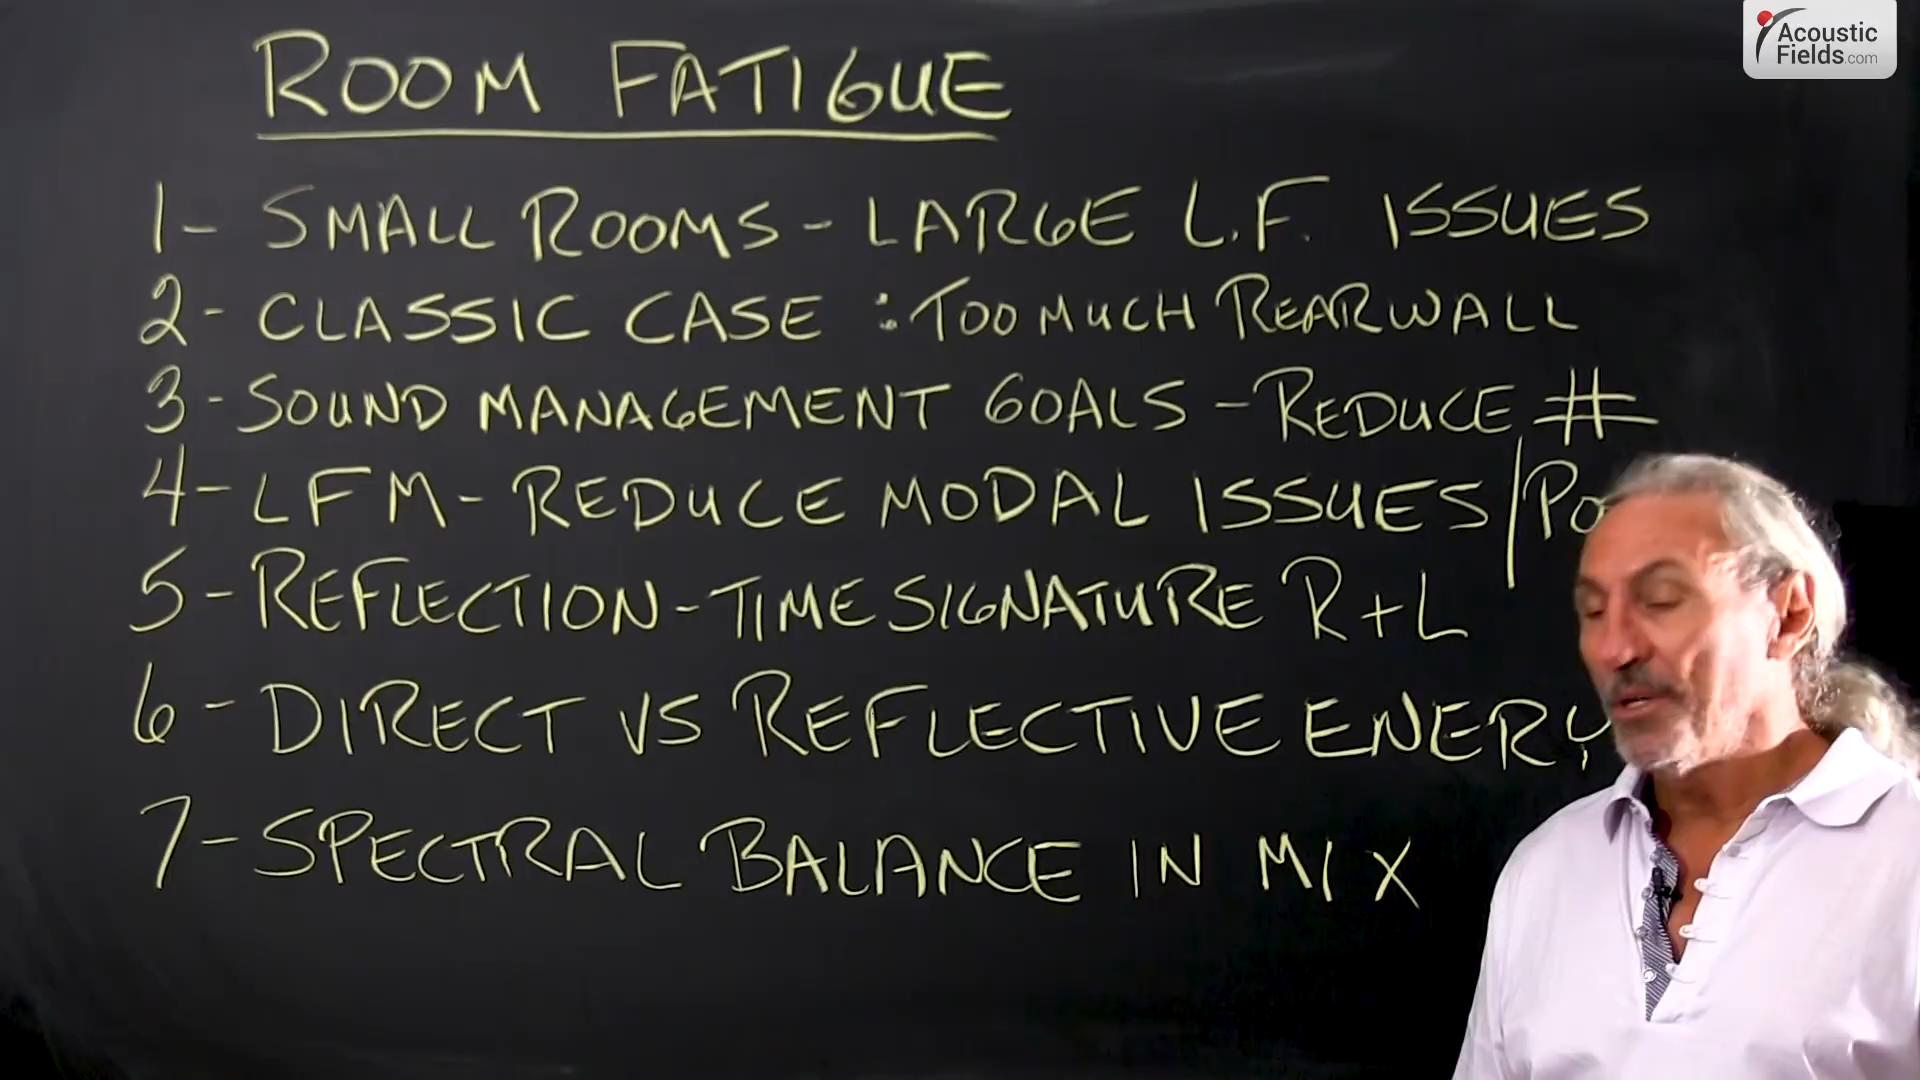 Acoustic
Fields.com
ROOM FATIGUE
1- SMALL ROOMS - LARGE L.F. ISSUES
2- CLASSIC CASE : TOO MUCH REARWALL
3- SOUND MANAGEMENT GOALS - REDUCE #
4- LFM- REDUCE MODAL ISSUES/
5- REFLECTION - TIME SIGNATURE R + L
6- DIRECT VS REFLECTIVE ENERY
7- SPECTRAL BALANCE IN MIX